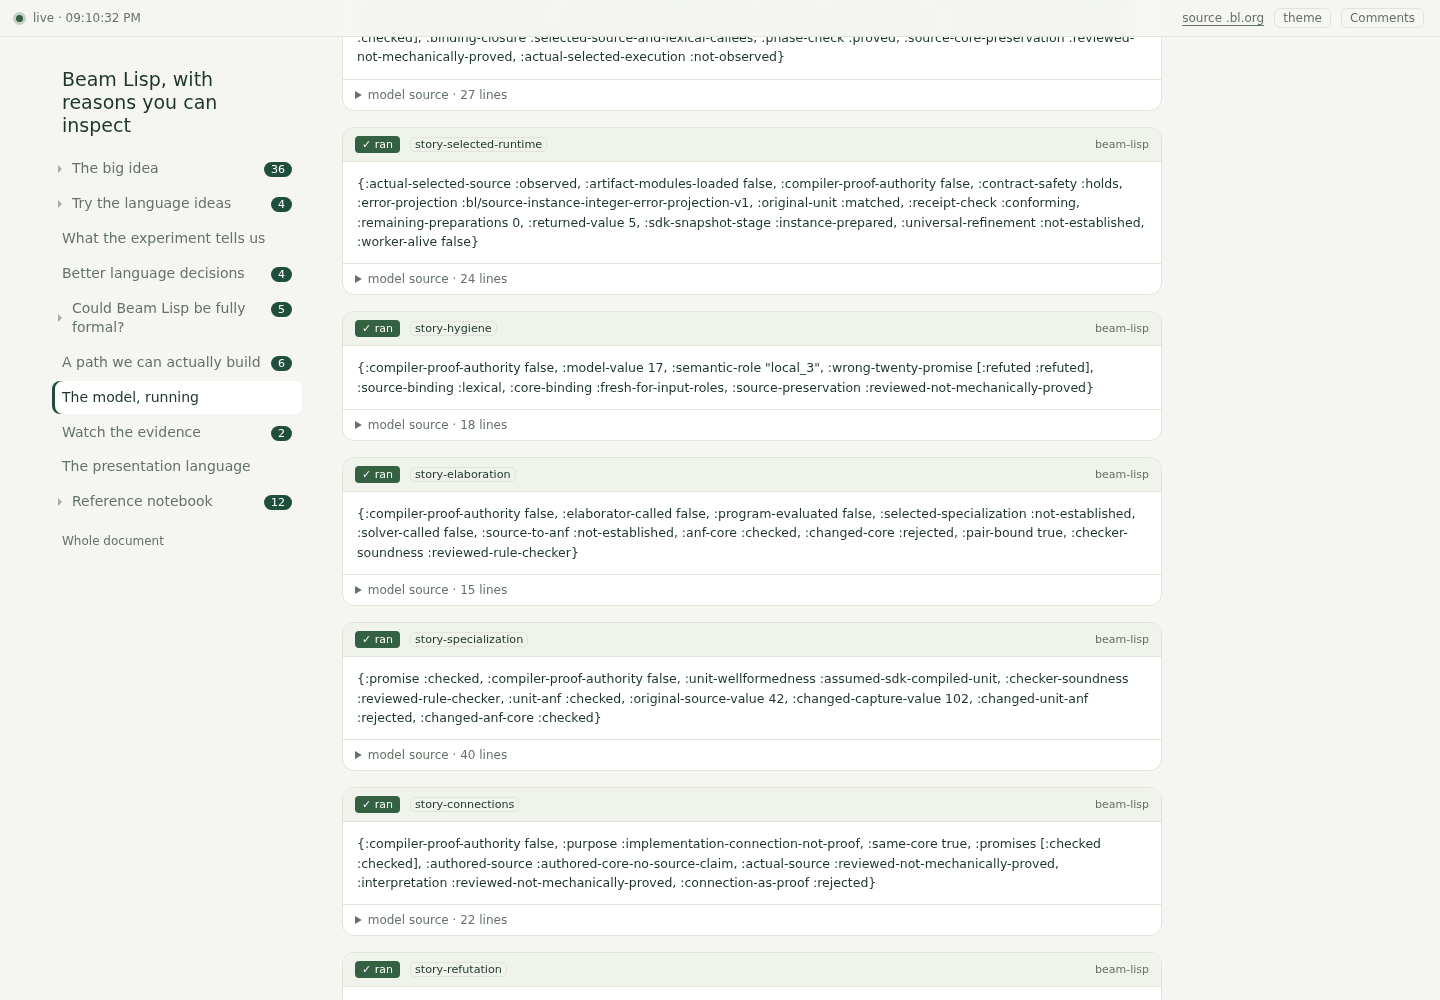 live · 09:10:32 PM
source .bl.org
theme
Comments
Beam Lisp, with
reasons you can
inspect
The big idea
36
Try the language ideas
4
What the experiment tells us
Better language decisions
4
Could Beam Lisp be fully
formal?
5
A path we can actually build
6
The model, running
Watch the evidence
2
The presentation language
Reference notebook
12
Whole document
:checked], :binding-closure :selected-source-and-lexical-callees, :phase-check :proved, :source-core-preservation :reviewed-
not-mechanically-proved, :actual-selected-execution :not-observed}
model source · 27 lines
✓ ran
story-selected-runtime
beam-lisp
{:actual-selected-source :observed, :artifact-modules-loaded false, :compiler-proof-authority false, :contract-safety :holds,
:error-projection :bl/source-instance-integer-error-projection-v1, :original-unit :matched, :receipt-check :conforming,
:remaining-preparations 0, :returned-value 5, :sdk-snapshot-stage :instance-prepared, :universal-refinement :not-established,
:worker-alive false}
model source · 24 lines
✓ ran
story-hygiene
beam-lisp
{:compiler-proof-authority false, :model-value 17, :semantic-role "local_3", :wrong-twenty-promise [:refuted :refuted],
:source-binding :lexical, :core-binding :fresh-for-input-roles, :source-preservation :reviewed-not-mechanically-proved}
model source · 18 lines
✓ ran
story-elaboration
beam-lisp
{:compiler-proof-authority false, :elaborator-called false, :program-evaluated false, :selected-specialization :not-established,
:solver-called false, :source-to-anf :not-established, :anf-core :checked, :changed-core :rejected, :pair-bound true, :checker-
soundness :reviewed-rule-checker}
model source · 15 lines
✓ ran
story-specialization
beam-lisp
{:promise :checked, :compiler-proof-authority false, :unit-wellformedness :assumed-sdk-compiled-unit, :checker-soundness
:reviewed-rule-checker, :unit-anf :checked, :original-source-value 42, :changed-capture-value 102, :changed-unit-anf
:rejected, :changed-anf-core :checked}
model source · 40 lines
✓ ran
story-connections
beam-lisp
{:compiler-proof-authority false, :purpose :implementation-connection-not-proof, :same-core true, :promises [:checked
:checked], :authored-source :authored-core-no-source-claim, :actual-source :reviewed-not-mechanically-proved,
:interpretation :reviewed-not-mechanically-proved, :connection-as-proof :rejected}
model source · 22 lines
✓ ran
story-refutation
beam-lisp